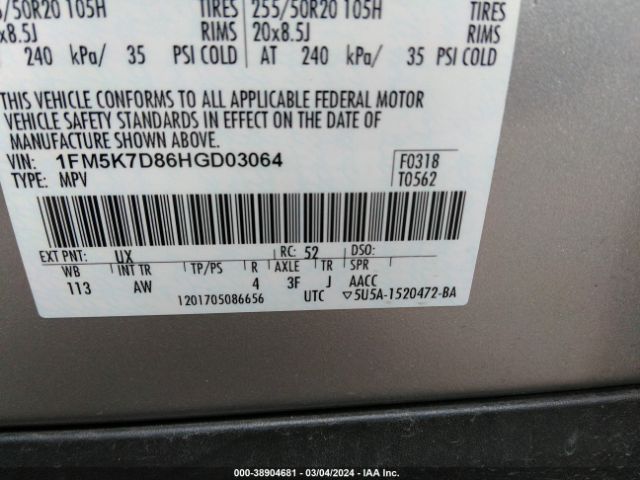 /50R20 105H TIRES 255/50R20 105H TIRES
x8.5J RIMS 20x8.5J RIMS
240 kPa/ 35 PSI COLD AT 240 kPa/ 35 PSI COLD
THIS VEHICLE CONFORMS TO ALL APPLICABLE FEDERAL MOTOR
VEHICLE SAFETY STANDARDS IN EFFECT ON THE DATE OF
MANUFACTURE SHOWN ABOVE.
VIN: 1FM5K7D86HGD03064 F0318
TYPE: MPV T0562
EXT PNT: UX RC: 52 DSO:
WB INT TR TP/PS R AXLE TR SPR
113 AW 4 3F J AACC
1201705086656 UTC ▽5U5A-1520472-BA
000-38904681 - 03/04/2024 - IAA Inc.